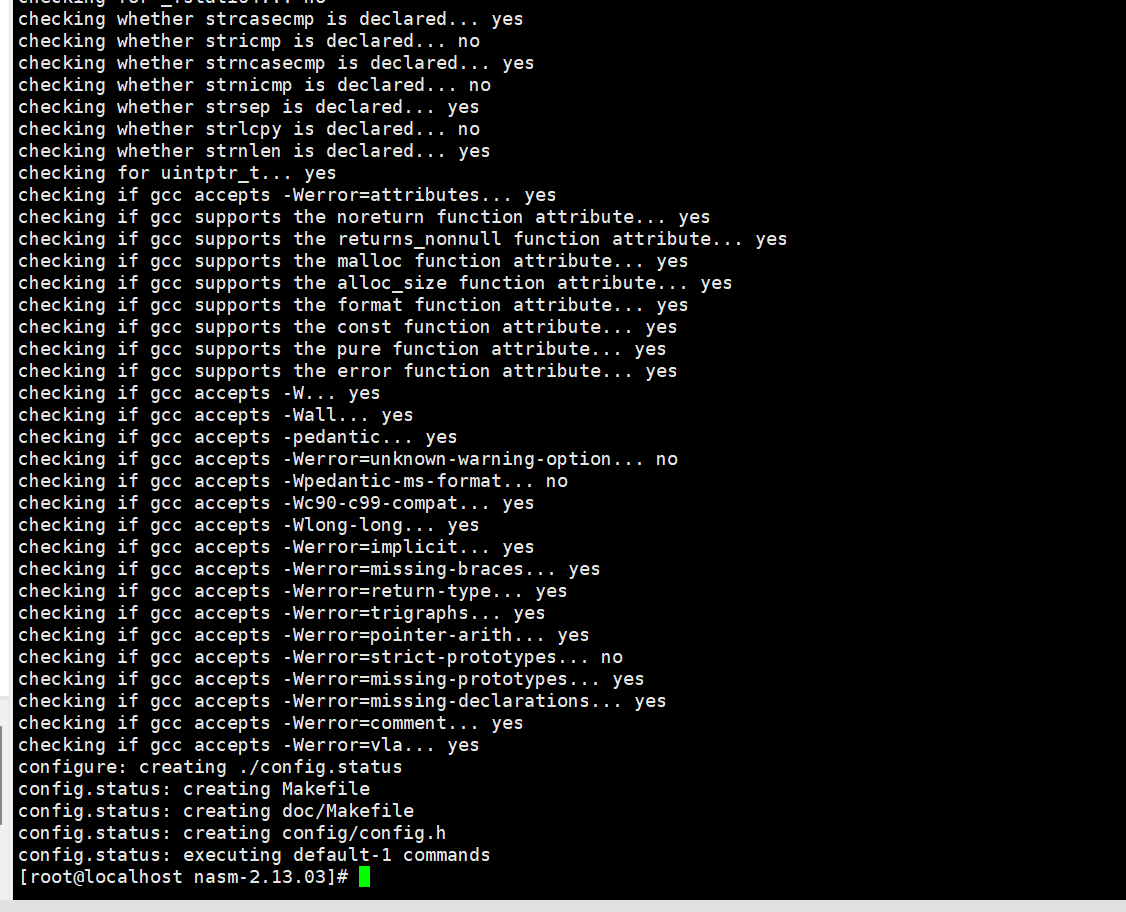 checking whether strcasecmp is declared... yes
checking whether stricmp is declared... no
checking whether strncasecmp is declared... yes
checking whether strnicmp is declared... no
checking whether strsep is declared... yes
checking whether strlcpy is declared... no
checking whether strnlen is declared... yes
checking for uintptr_t... yes
checking if gcc accepts -Werror=attributes... yes
checking if gcc supports the noreturn function attribute... yes
checking if gcc supports the returns_nonnull function attribute... yes
checking if gcc supports the malloc function attribute... yes
checking if gcc supports the alloc_size function attribute... yes
checking if gcc supports the format function attribute... yes
checking if gcc supports the const function attribute... yes
checking if gcc supports the pure function attribute... yes
checking if gcc supports the error function attribute... yes
checking if gcc accepts -W... yes
checking if gcc accepts -Wall... yes
checking if gcc accepts -pedantic... yes
checking if gcc accepts -Werror=unknown-warning-option... no
checking if gcc accepts -Wpedantic-ms-format... no
checking if gcc accepts -Wc90-c99-compat... yes
checking if gcc accepts -Wlong-long... yes
checking if gcc accepts -Werror=implicit... yes
checking if gcc accepts -Werror=missing-braces... yes
checking if gcc accepts -Werror=return-type... yes
checking if gcc accepts -Werror=trigraphs... yes
checking if gcc accepts -Werror=pointer-arith... yes
checking if gcc accepts -Werror=strict-prototypes... no
checking if gcc accepts -Werror=missing-prototypes... yes
checking if gcc accepts -Werror=missing-declarations... yes
checking if gcc accepts -Werror=comment... yes
checking if gcc accepts -Werror=vla... yes
configure: creating ./config.status
config.status: creating Makefile
config.status: creating doc/Makefile
config.status: creating config/config.h
config.status: executing default-1 commands
[root@localhost nasm-2.13.03]#